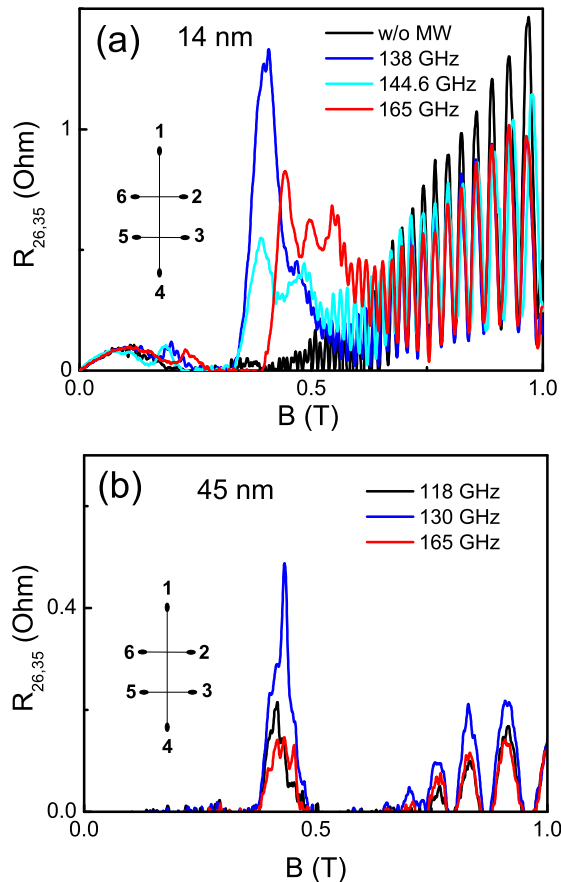 (a)
14 nm
w/o MW
138 GHz
144.6 GHz
165 GHz
1
6 2
5 3
4
R26,35 (Ohm)
1
0
0.0 0.5 1.0
B (T)
(b)
45 nm
118 GHz
130 GHz
165 GHz
1
6 2
5 3
4
R26,35 (Ohm)
0.4
0.0
0.0 0.5 1.0
B (T)